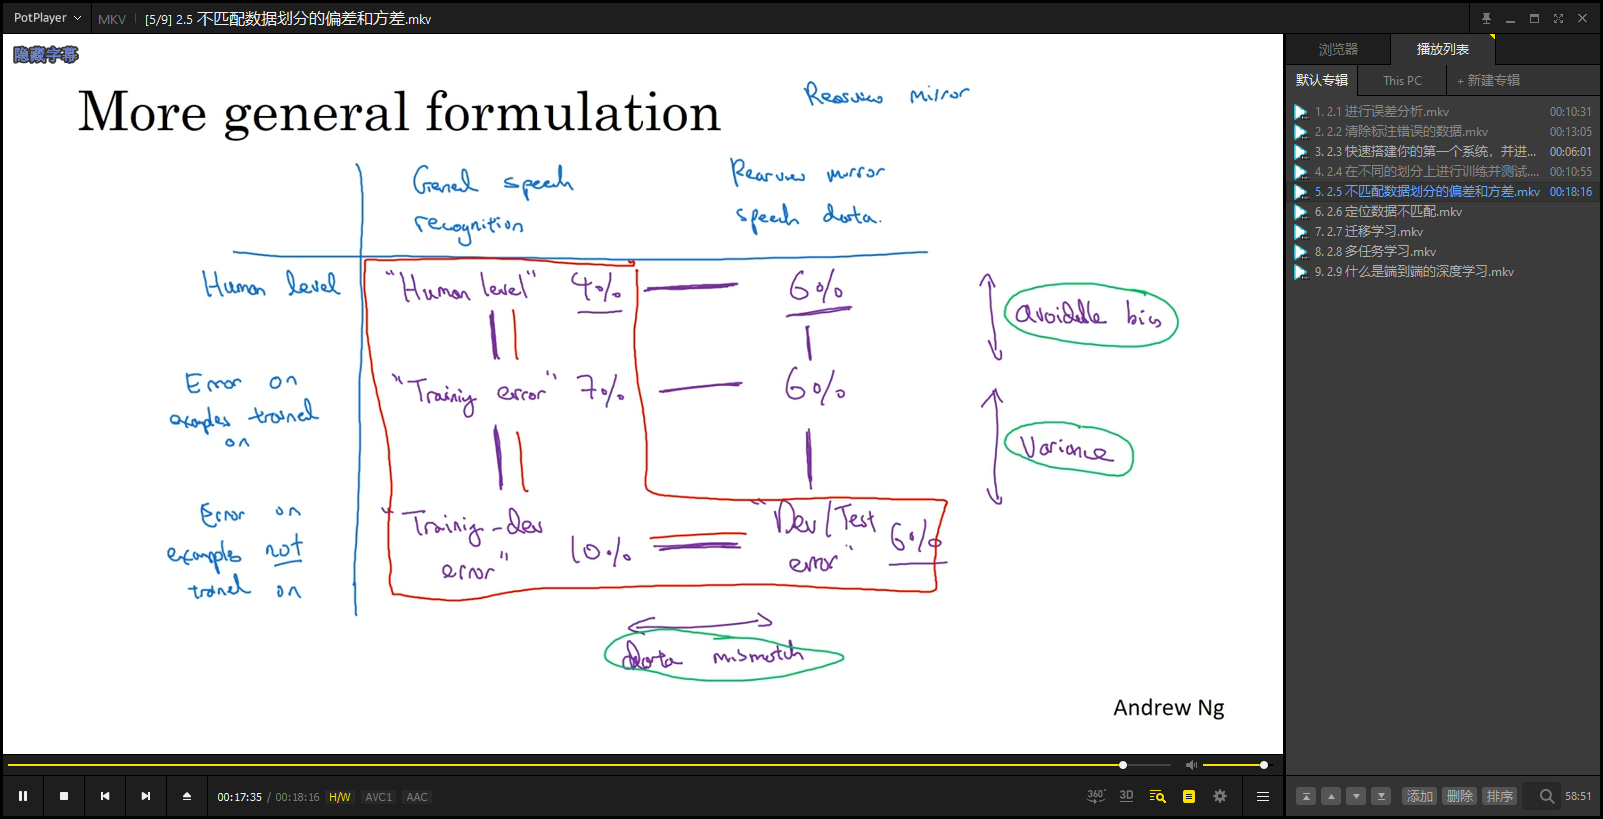 PotPlayer
MKV
[5/9] 2.5 不匹配数据划分的偏差和方差.mkv
隐藏字幕
More general formulation
Rearview mirror
General speech
recognition
Rearview mirror
speech data.
Human level
"Human level" 4%
6%
avoidable bias
Error on
examples trained
on
"Training error" 7%
6%
Variance
Error on
examples not
trained on
"Training-dev
error"
10%
"Dev/Test
error"
6%
data mismatch
Andrew Ng
00:17:35 / 00:18:16 H/W AVC1 AAC
360°
3D
浏览器
播放列表
默认专辑
This PC
+ 新建专辑
1. 2.1 进行误差分析.mkv 00:10:31
2. 2.2 清除标注错误的数据.mkv 00:13:05
3. 2.3 快速搭建你的第一个系统，并进... 00:06:01
4. 2.4 在不同的划分上进行训练并测试.... 00:10:55
5. 2.5 不匹配数据划分的偏差和方差.mkv 00:18:16
6. 2.6 定位数据不匹配.mkv
7. 2.7 迁移学习.mkv
8. 2.8 多任务学习.mkv
9. 2.9 什么是端到端的深度学习.mkv
添加 删除 排序
58:51